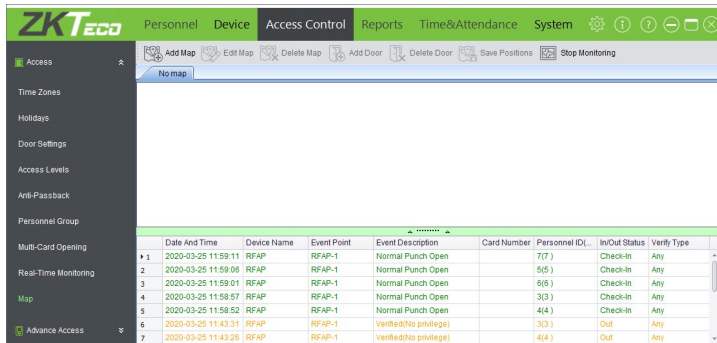 ZKTECO Personnel Device Access Control Reports Time&Attendance System
Add Map Edit Map Delete Map Add Door Delete Door Save Positions Stop Monitoring
No map
Access
Time Zones
Holidays
Door Settings
Access Levels
Anti-Passback
Personnel Group
Multi-Card Opening
Real-Time Monitoring
Map
Advance Access
Date And Time Device Name Event Point Event Description Card Number Personnel ID(... In/Out Status Verify Type
1 2020-03-25 11:59:11 RFAP RFAP-1 Normal Punch Open 7(7 ) Check-In Any
2 2020-03-25 11:59:06 RFAP RFAP-1 Normal Punch Open 5(5 ) Check-In Any
3 2020-03-25 11:59:01 RFAP RFAP-1 Normal Punch Open 6(6 ) Check-In Any
4 2020-03-25 11:58:57 RFAP RFAP-1 Normal Punch Open 3(3 ) Check-In Any
5 2020-03-25 11:58:52 RFAP RFAP-1 Normal Punch Open 4(4 ) Check-In Any
6 2020-03-25 11:43:31 RFAP RFAP-1 Verified(No privilege) 3(3 ) Out Any
7 2020-03-25 11:43:26 RFAP RFAP-1 Verified(No privilege) 4(4 ) Out Any